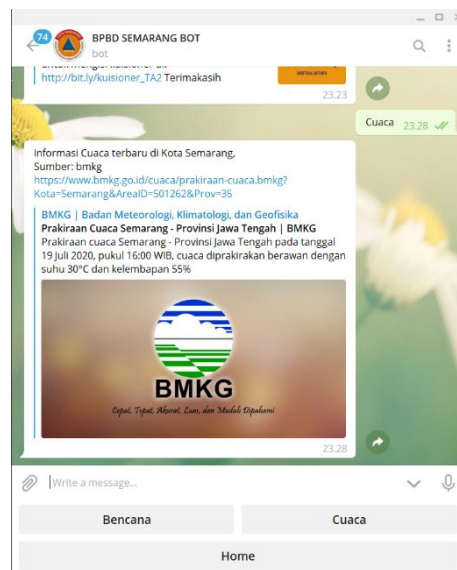 74
BPBD SEMARANG BOT
bot
http://bit.ly/kuisioner_TA2 Terimakasih
23.23
Cuaca 23.28
Informasi Cuaca terbaru di Kota Semarang,
Sumber: bmkg
https://www.bmkg.go.id/cuaca/prakiraan-cuaca.bmkg?
Kota=Semarang&AreaID=501262&Prov=35
BMKG | Badan Meteorologi, Klimatologi, dan Geofisika
Prakiraan Cuaca Semarang - Provinsi Jawa
Tengah | BMKG
Prakiraan cuaca Semarang - Provinsi Jawa
Tengah pada tanggal
19 Juli 2020, pukul 16:00 WIB, cuaca diprakirakan berawan dengan
suhu 30°C dan kelembapan 55%
BMKG
Cepat, Tepat, Akurat, Luas, dan Mudah Dipahami
23.28
Write a message...
Bencana
Cuaca
Home